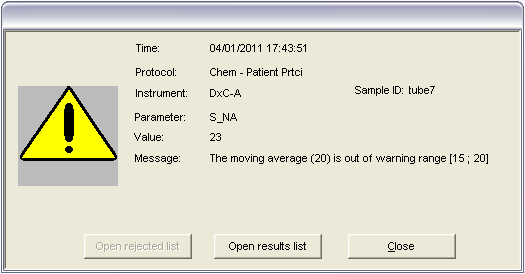 Time: 04/01/2011 17:43:51
Protocol: Chem - Patient Prtcl
Instrument: DxC-A Sample ID: tube7
Parameter: S_NA
Value: 23
Message: The moving average (20) is out of warning range [15 ; 20]
Open rejected list Open results list Close